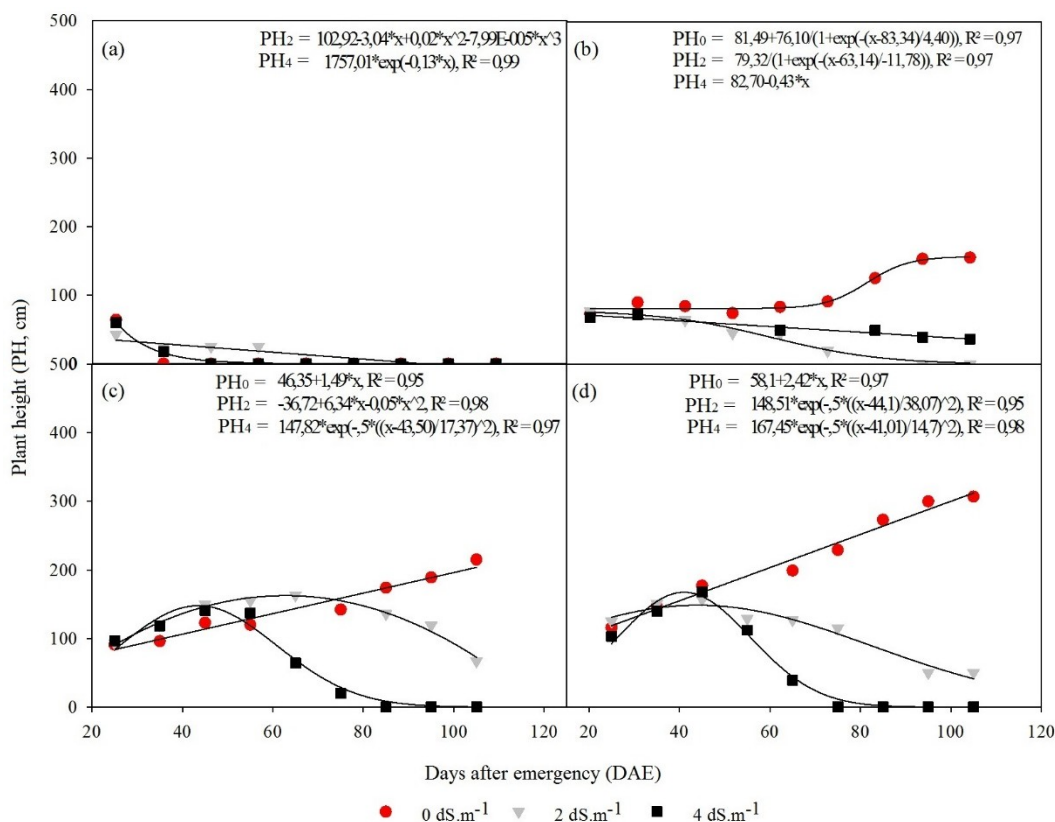 500
400
300
200
100
500
400
300
200
100
0
Plant height (PH, cm)
(a)
PH2 = 102,92-3,04*x+0,02*x^2-7,99E-005*x^3
PH4 = 1757,01*exp(-0,13*x), R² = 0,99
(b)
PH0 = 81,49+76,10/(1+exp(-(x-83,34)/4,40)), R² = 0,97
PH2 = 79,32/(1+exp(-(x-63,14)/-11,78)), R² = 0,97
PH4 = 82,70-0,43*x
(c)
PH0 = 46,35+1,49*x, R² = 0,95
PH2 = -36,72+6,34*x-0,05*x^2, R² = 0,98
PH4 = 147,82*exp(-,5*((x-43,50)/17,37)^2), R² = 0,97
(d)
PH0 = 58,1+2,42*x, R² = 0,97
PH2 = 148,51*exp(-,5*((x-44,1)/38,07)^2), R² = 0,95
PH4 = 167,45*exp(-,5*((x-41,01)/14,7)^2), R² = 0,98
20 40 60 80 100 120
20 40 60 80 100 120
Days after emergency (DAE)
0 dS.m⁻¹ 2 dS.m⁻¹ 4 dS.m⁻¹